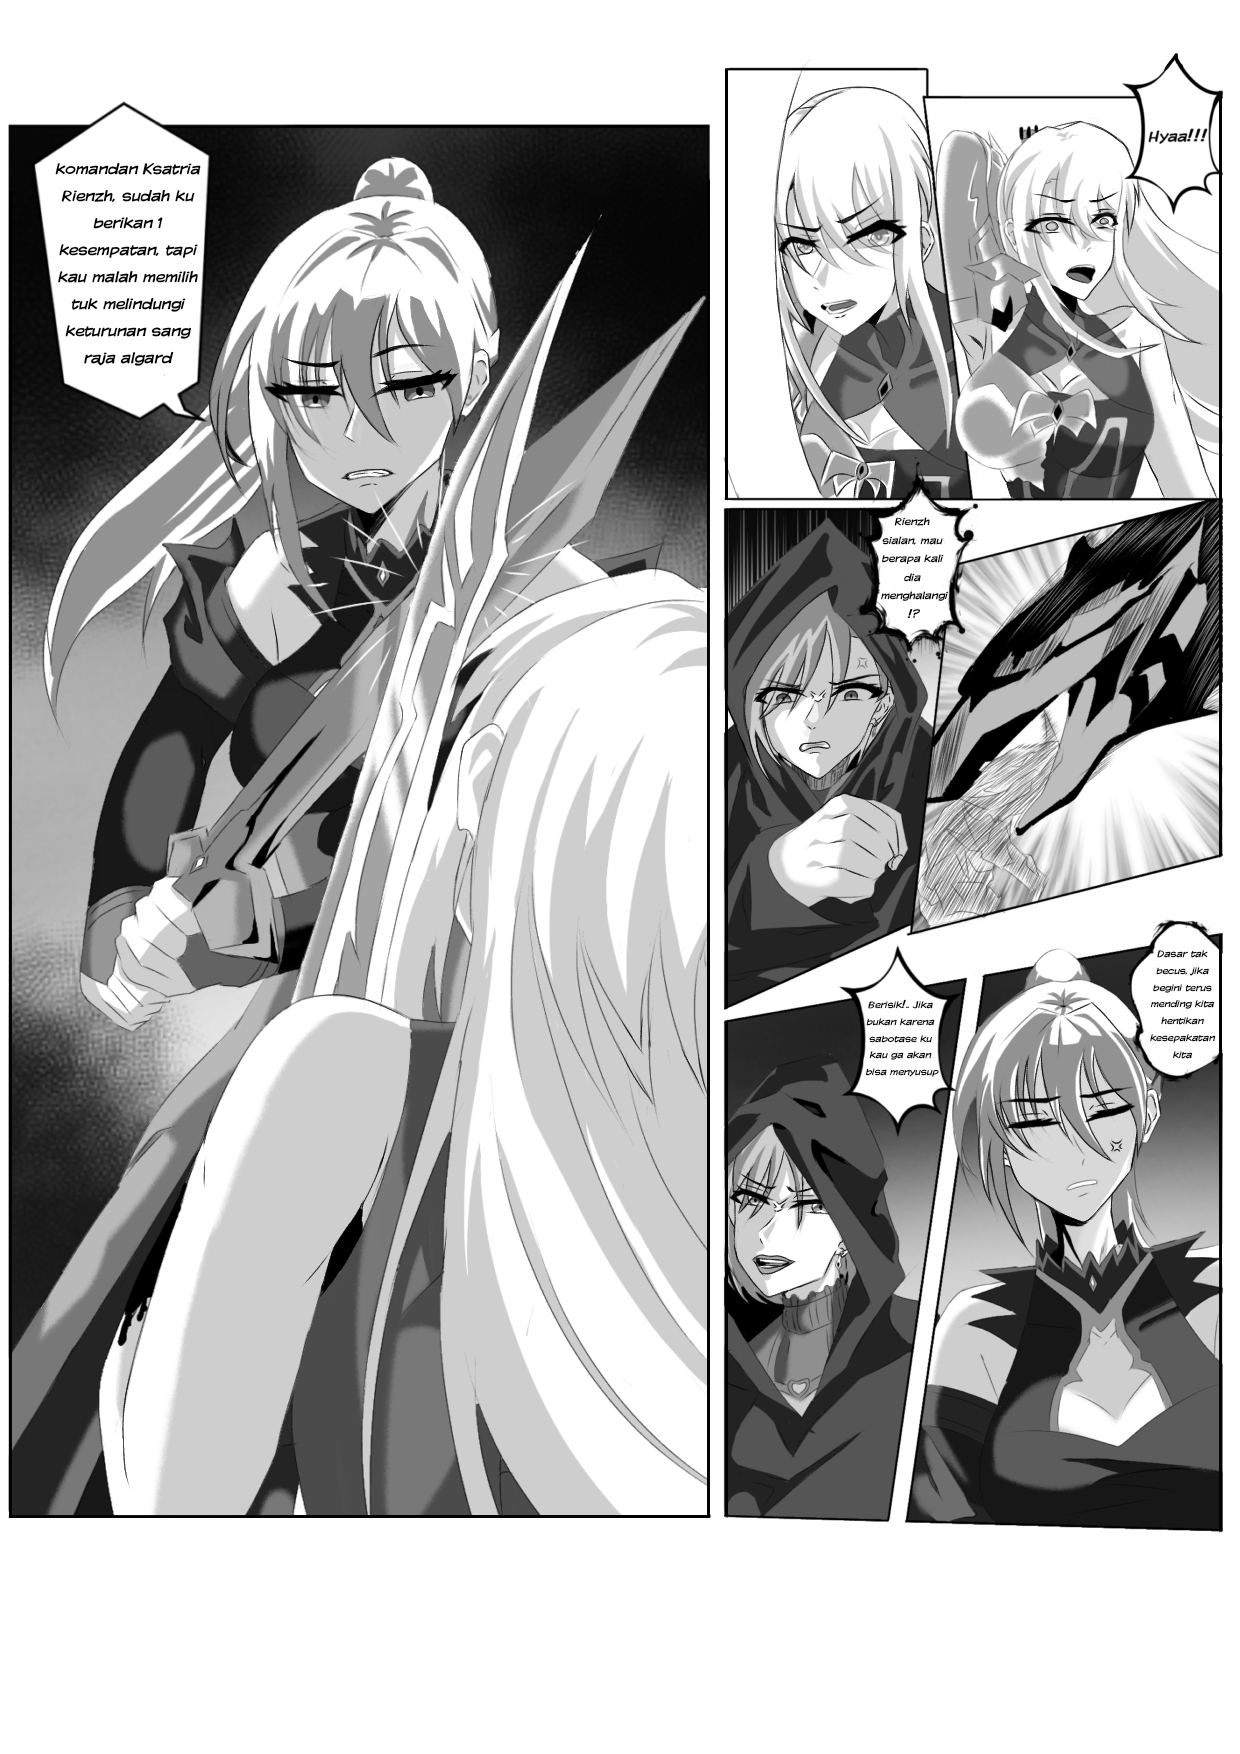 komandan Ksatria
Rienzh, sudah ku
berikan 1
kesempatan, tapi
kau malah memilih
tuk melindungi
keturunan sang
raja algard
!!!
Hyaa!!!
Rienzh
sialan, mau
berapa kali
dia
menghalangi
!?
Berisik!.. Jika
bukan karena
sabotase ku
kau ga akan
bisa menyusup
Dasar tak
becus, jika
begini terus
mending kita
hentikan
kesepakatan
kita